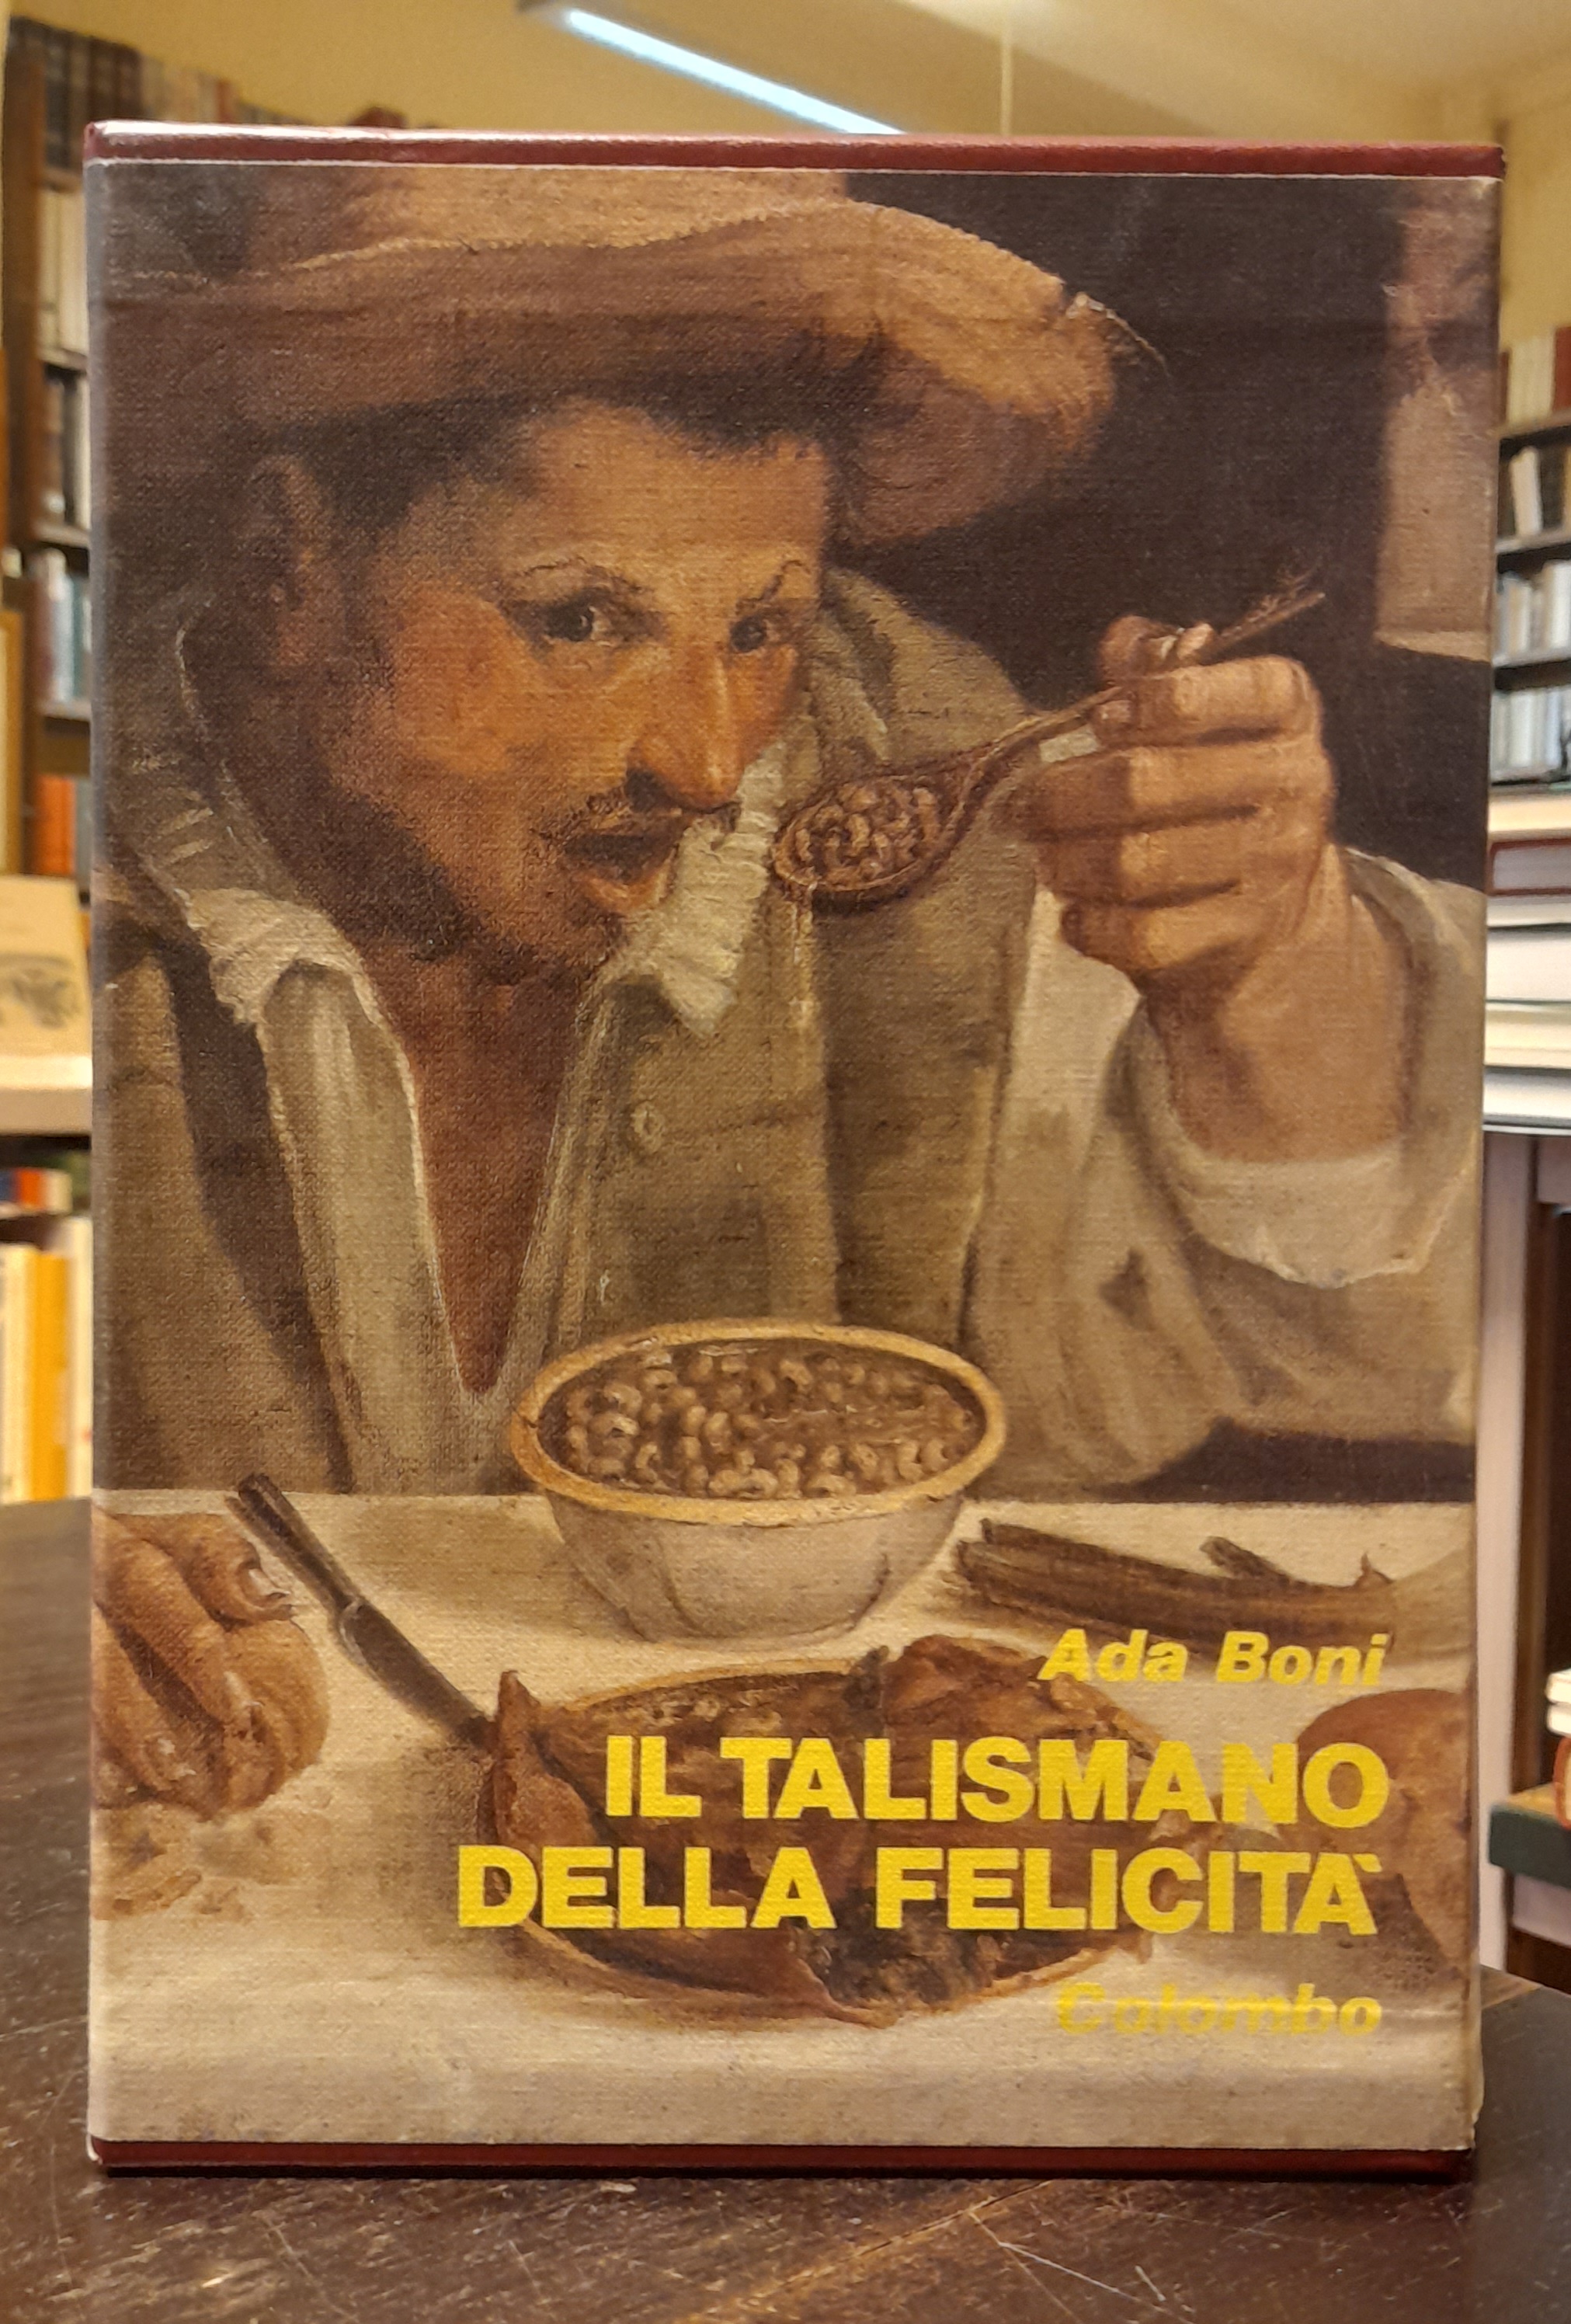 Ada Boni
IL TALISMANO
DELLA FELICITÀ
Colombo